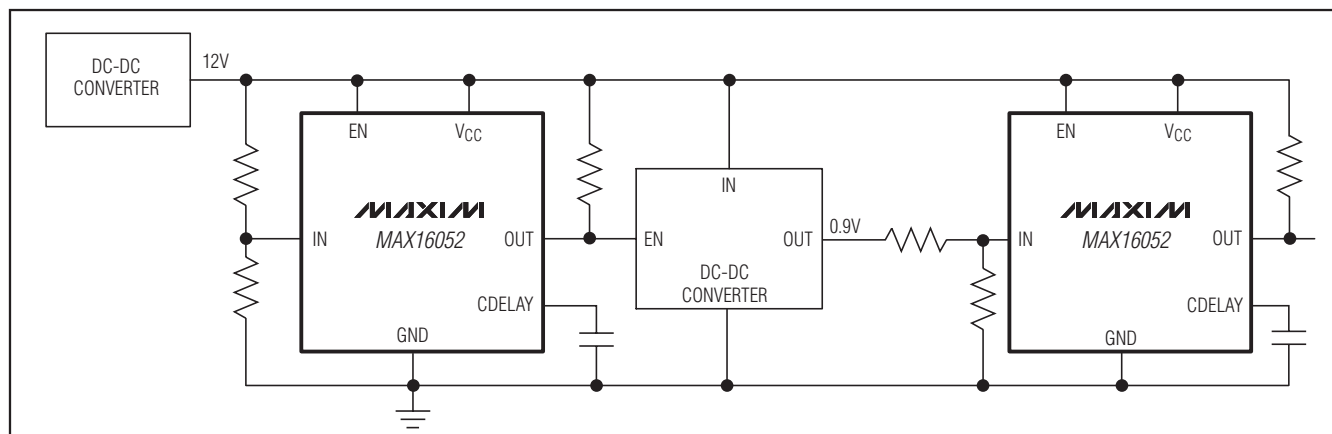 DC-DC
CONVERTER
12V
EN
VCC
IN
MAXIM
MAX16052
OUT
CDELAY
GND
IN
EN
OUT
DC-DC
CONVERTER
0.9V
EN
VCC
IN
MAXIM
MAX16052
OUT
CDELAY
GND